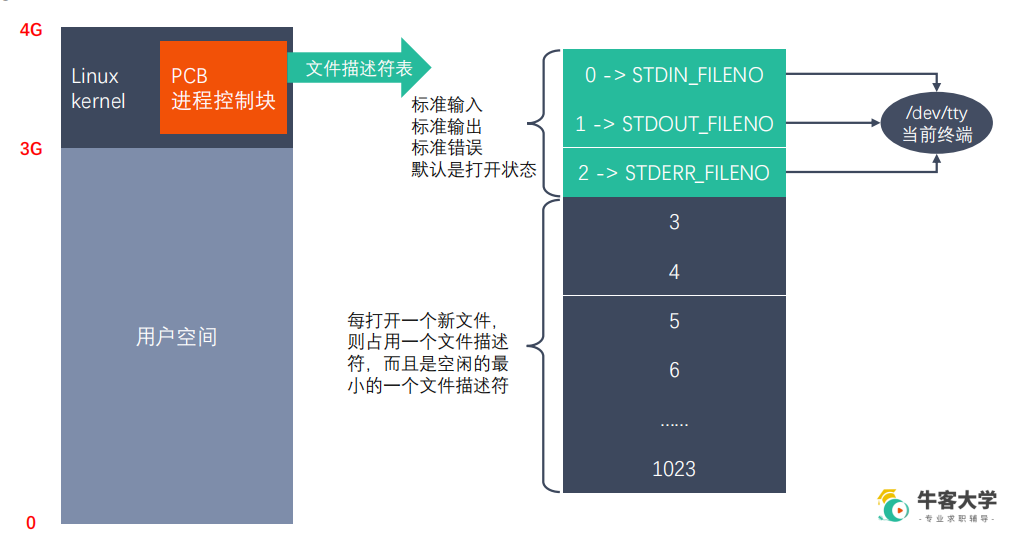 4G
Linux
kernel
PCB
进程控制块
文件描述符表
3G
用户空间
0
标准输入
标准输出
标准错误
默认是打开状态
0 -> STDIN_FILENO
1 -> STDOUT_FILENO
2 -> STDERR_FILENO
/dev/tty
当前终端
每打开一个新文件，
则占用一个文件描述
符，而且是空闲的最
小的一个文件描述符
3
4
5
6
......
1023
牛客大学
-专业求职辅导-